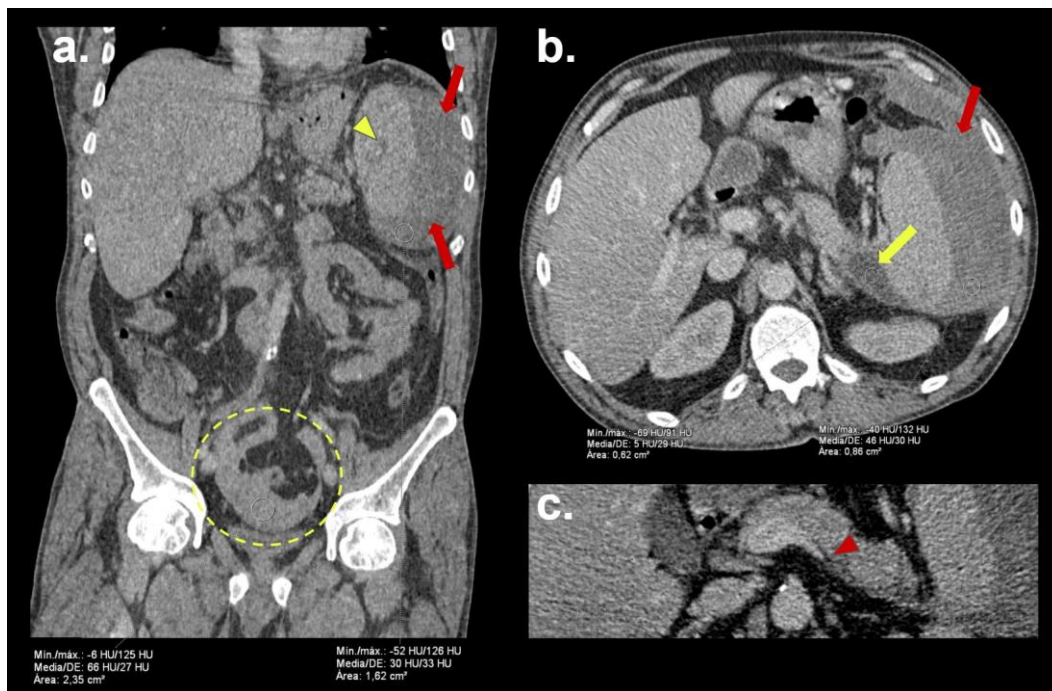 a.
b.
Mín./máx.: -69 HU/91 HU
Media/DE: 5 HU/29 HU
Área: 0,62 cm²
Mín./máx.: -40 HU/132 HU
Media/DE: 46 HU/30 HU
Área: 0,86 cm²
c.
Mín./máx.: -6 HU/125 HU
Media/DE: 66 HU/27 HU
Área: 2,35 cm²
Mín./máx.: -52 HU/126 HU
Media/DE: 30 HU/33 HU
Área: 1,62 cm²